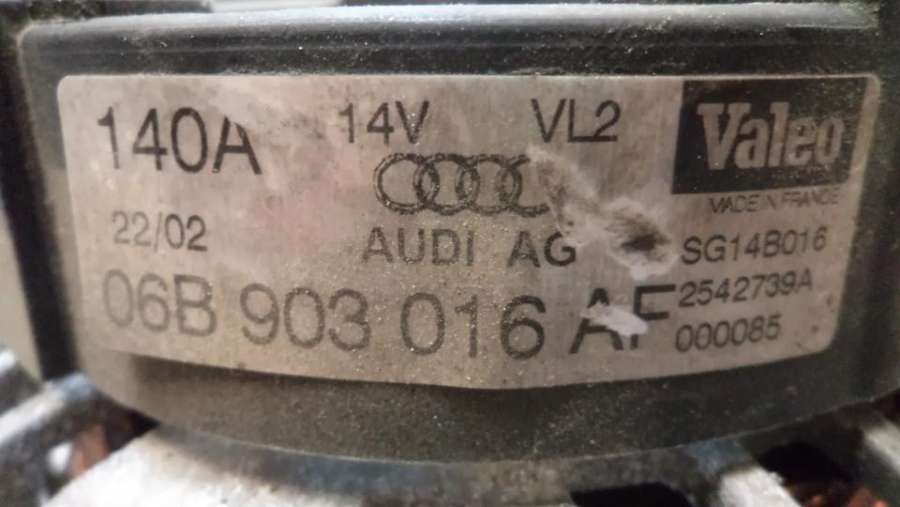 140A 14V VL2 Valeo
MADE IN FRANCE
22/02 AUDI AG SG14B016
06B 903 016 AF 2542739A
000085